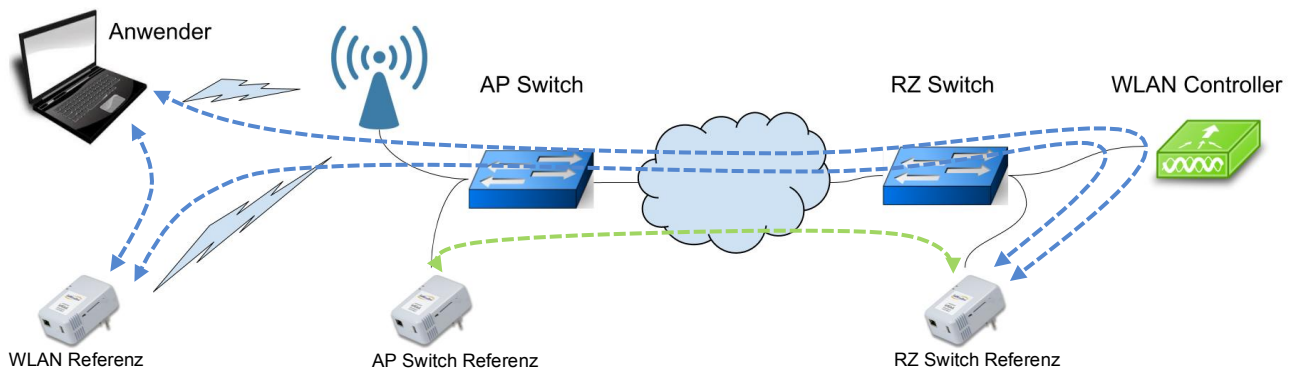 Anwender
AP Switch
RZ Switch
WLAN Controller
WLAN Referenz
AP Switch Referenz
RZ Switch Referenz